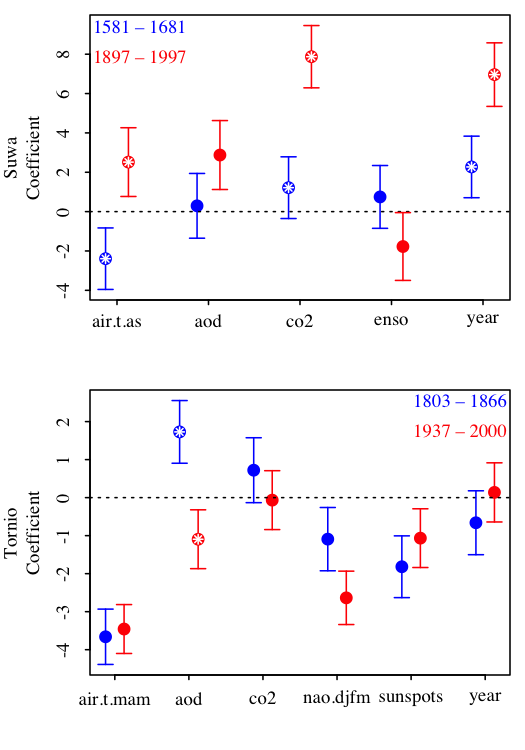 1581 – 1681
1897 – 1997
Suwa
Coefficient
8
6
4
2
0
-2
-4
air.t.as aod co2 enso year
1803 – 1866
1937 – 2000
Tornio
Coefficient
2
1
0
-1
-2
-3
-4
air.t.mam aod co2 nao.djfm sunspots year